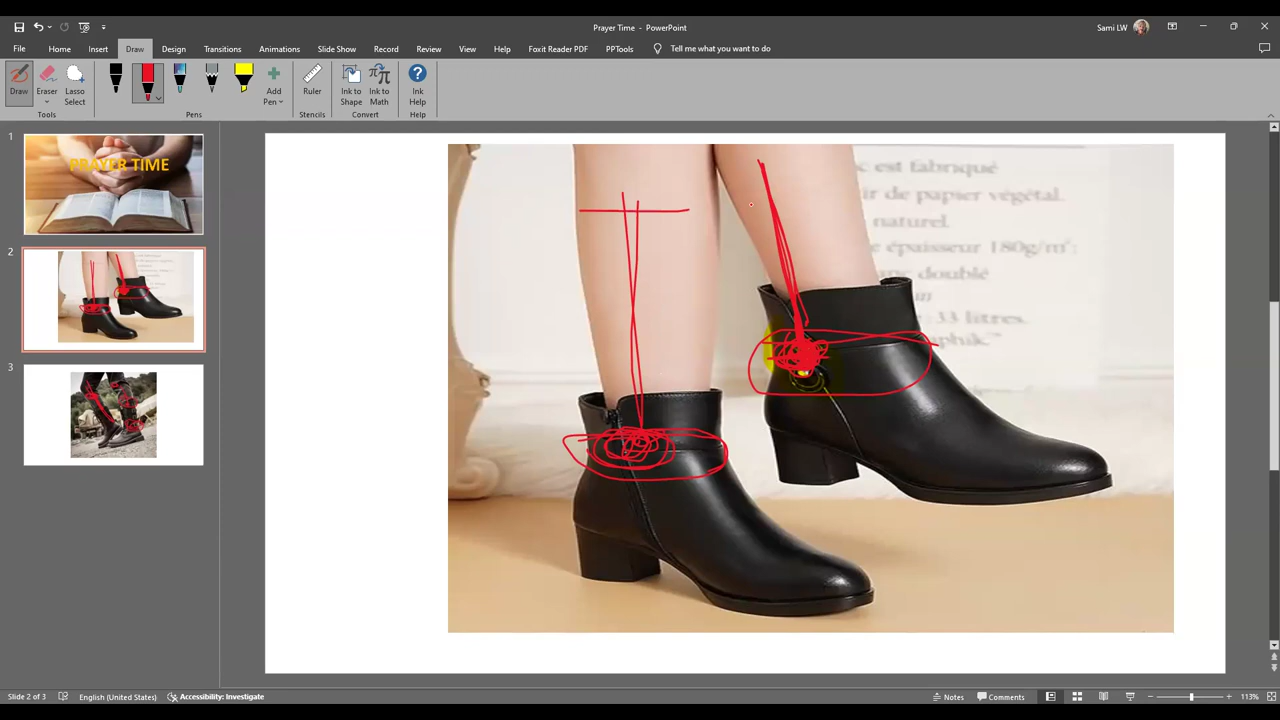 Prayer Time - PowerPoint
Sami LW
File Home Insert Draw Design Transitions Animations Slide Show Record Review View Help Foxit Reader PDF PPTools Tell me what you want to do
Draw
Eraser
Lasso Select
Add Pen
Ruler
Ink to Shape
Ink to Math
Ink Help
Tools
Pens
Stencils
Convert
Help
1
PRAYER TIME
2
3
c est fabriqué
ir de papier végétal.
naturel.
e épaisseur 180g/m²:
anc doublé
: 33 litres.
aphik."
Slide 2 of 3
English (United States)
Accessibility: Investigate
Notes
Comments
113%